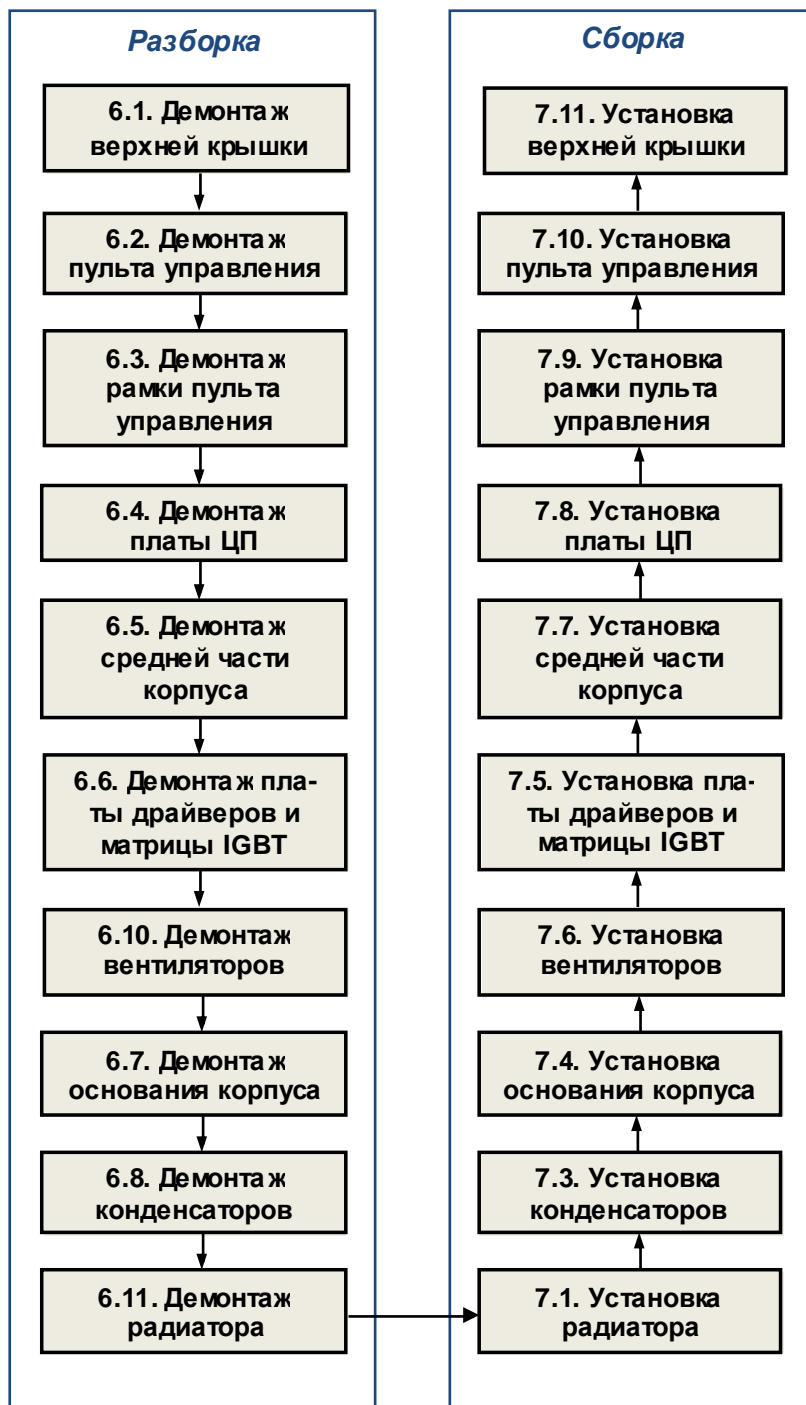 Разборка
6.1. Демонтаж
верхней крышки
6.2. Демонтаж
пульта управления
6.3. Демонтаж
рамки пульта
управления
6.4. Демонтаж
платы ЦП
6.5. Демонтаж
средней части
корпуса
6.6. Демонтаж пла-
ты драйверов и
матрицы IGBT
6.10. Демонтаж
вентиляторов
6.7. Демонтаж
основания корпуса
6.8. Демонтаж
конденсаторов
6.11. Демонтаж
радиатора
Сборка
7.11. Установка
верхней крышки
7.10. Установка
пульта управления
7.9. Установка
рамки пульта
управления
7.8. Установка
платы ЦП
7.7. Установка
средней части
корпуса
7.5. Установка пла-
ты драйверов и
матрицы IGBT
7.6. Установка
вентиляторов
7.4. Установка
основания корпуса
7.3. Установка
конденсаторов
7.1. Установка
радиатора